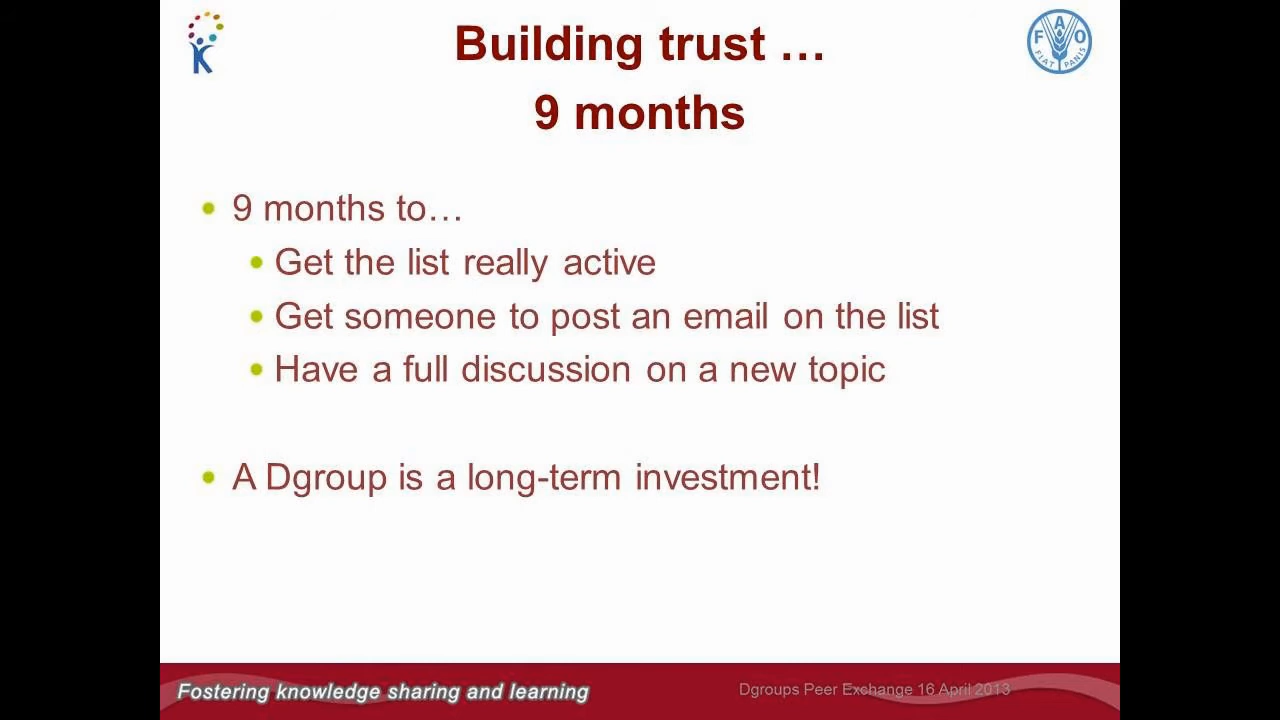 Building trust …
9 months
9 months to…
Get the list really active
Get someone to post an email on the list
Have a full discussion on a new topic
A Dgroup is a long-term investment!
F A O
FIAT PANIS
Fostering knowledge sharing and learning
Dgroups Peer Exchange 16 April 2013